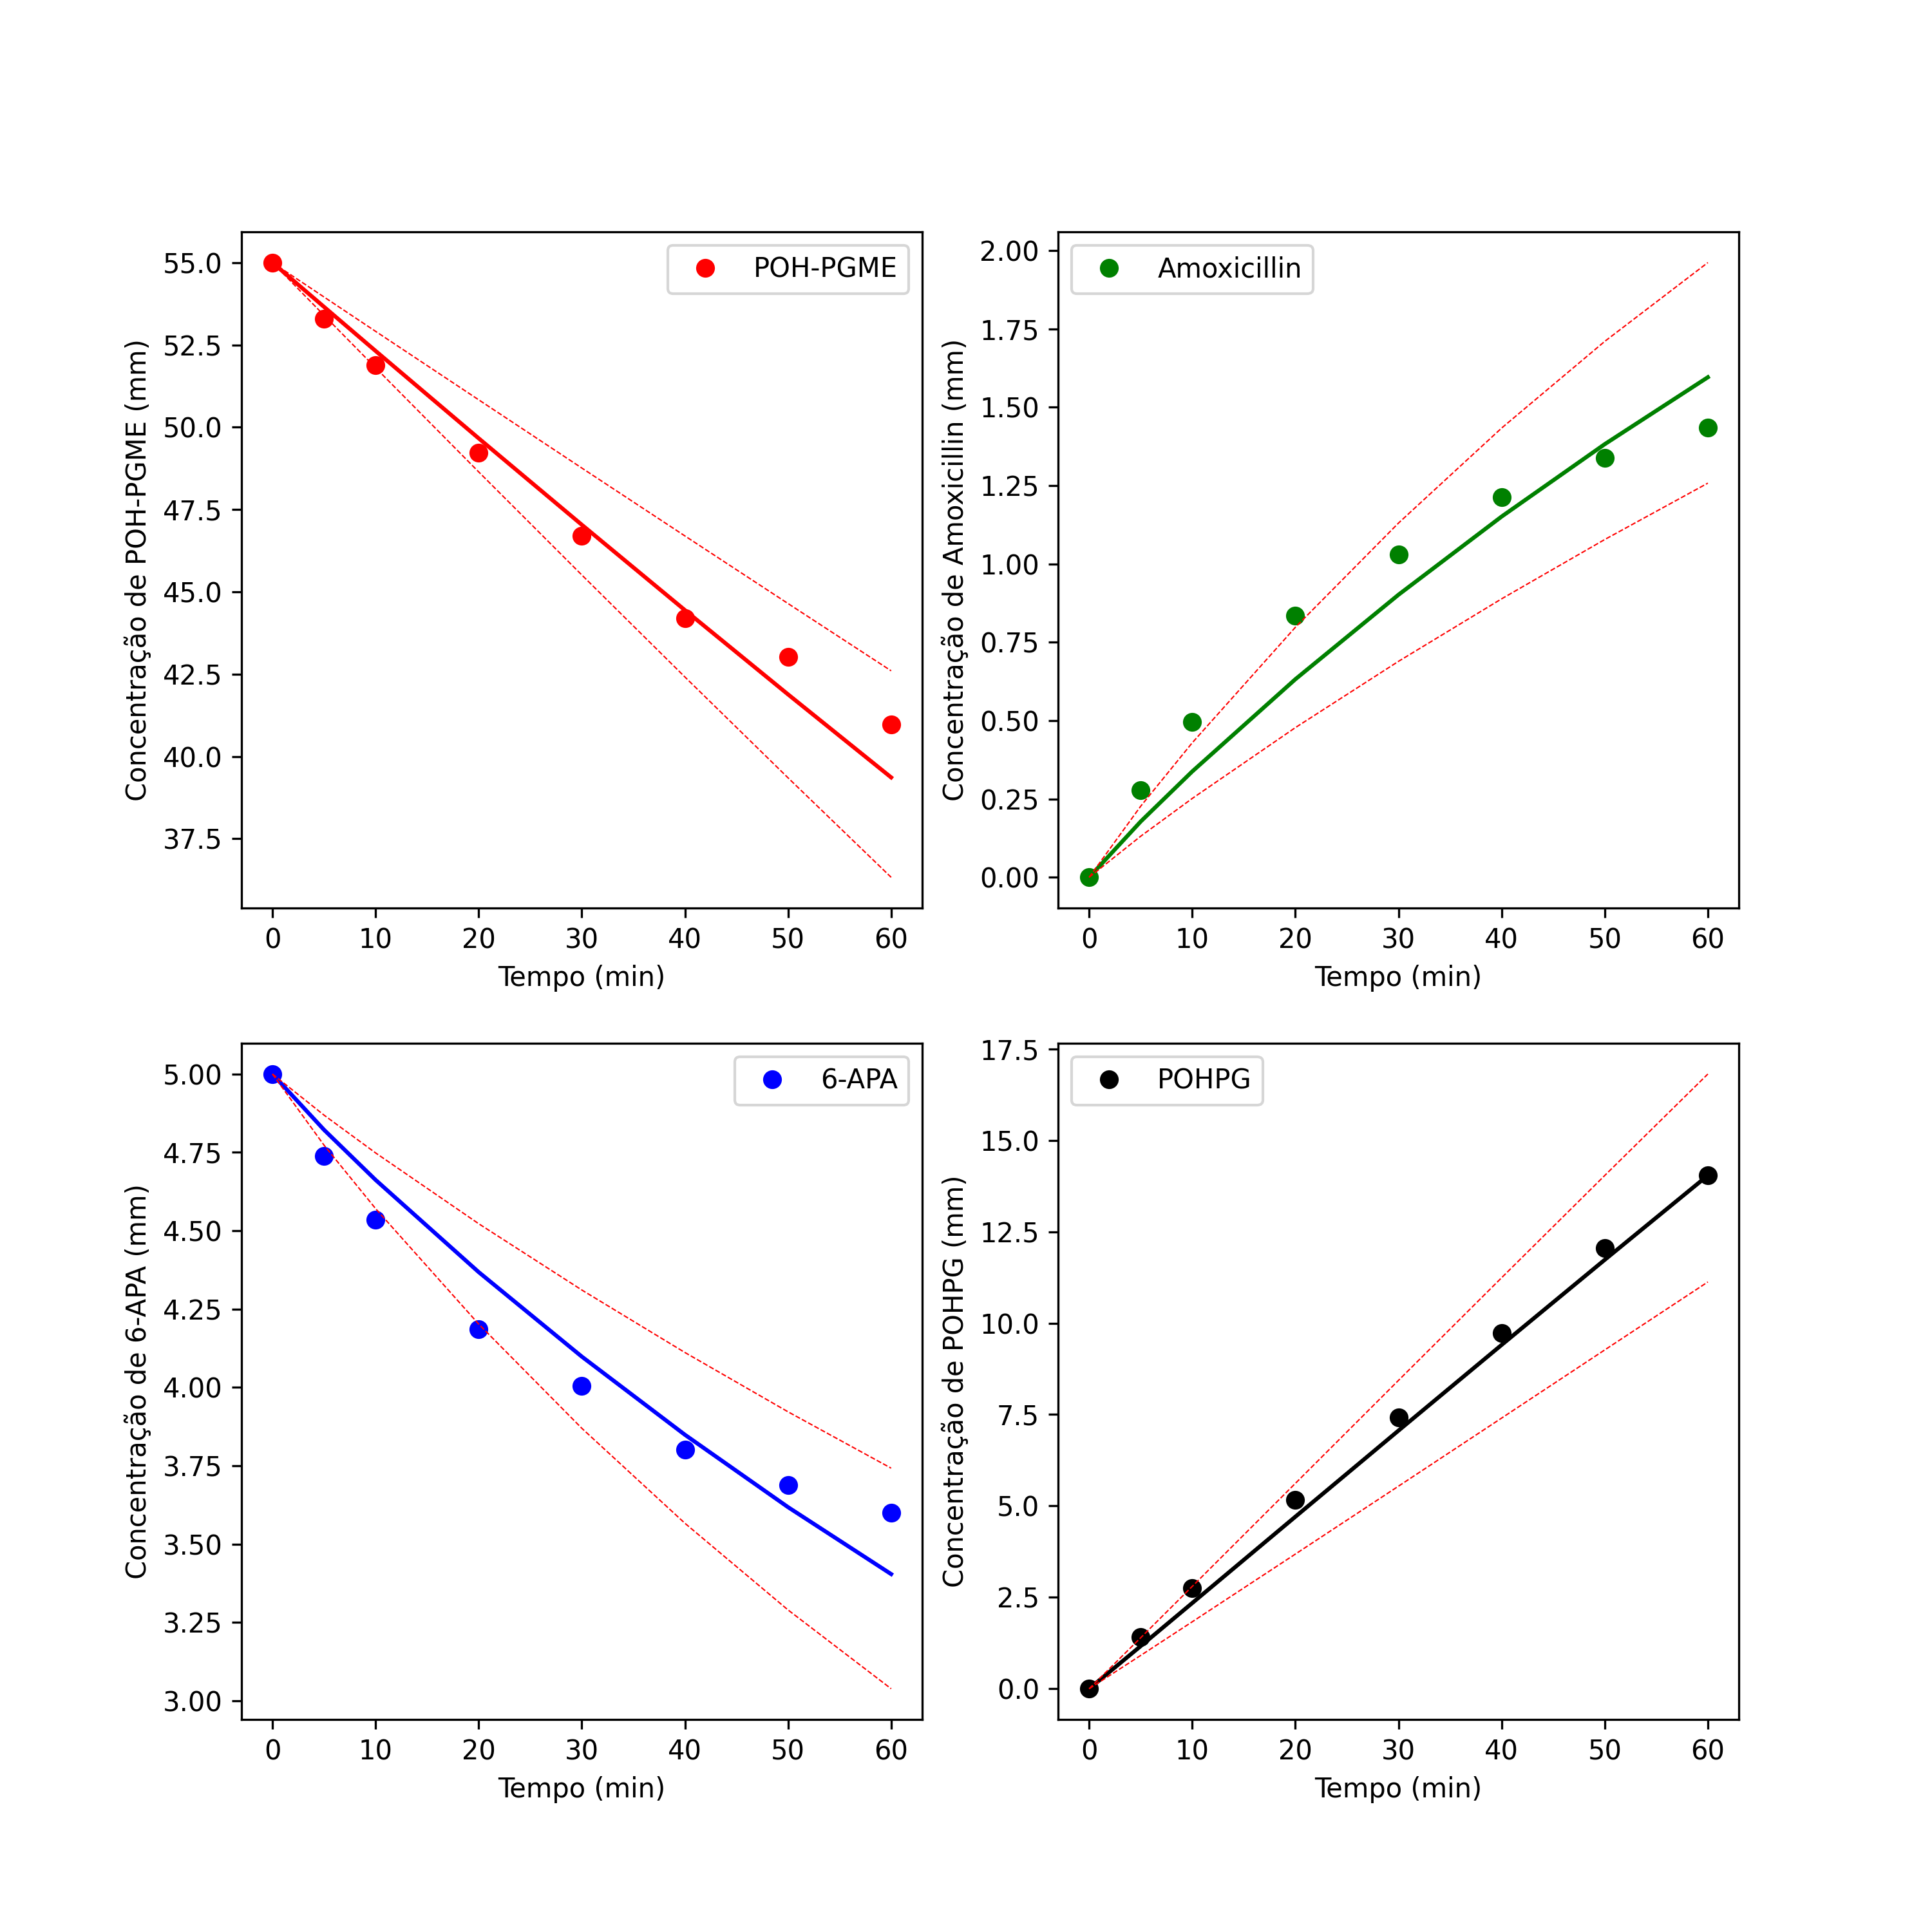 POH-PGME
Concentração de POH-PGME (mm)
55.0
52.5
50.0
47.5
45.0
42.5
40.0
37.5
0 10 20 30 40 50 60
Tempo (min)
Amoxicillin
Concentração de Amoxicillin (mm)
2.00
1.75
1.50
1.25
1.00
0.75
0.50
0.25
0.00
0 10 20 30 40 50 60
Tempo (min)
6-APA
Concentração de 6-APA (mm)
5.00
4.75
4.50
4.25
4.00
3.75
3.50
3.25
3.00
0 10 20 30 40 50 60
Tempo (min)
POHPG
Concentração de POHPG (mm)
17.5
15.0
12.5
10.0
7.5
5.0
2.5
0.0
0 10 20 30 40 50 60
Tempo (min)